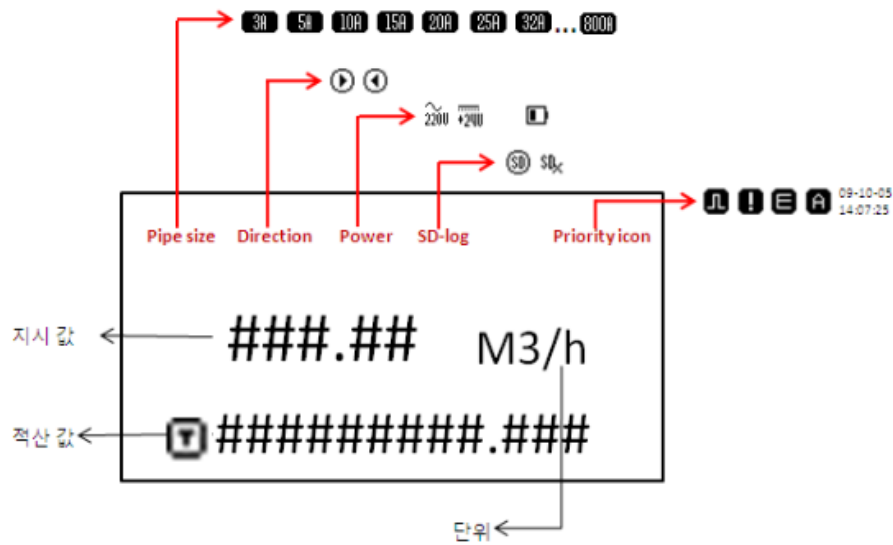 3A 5A 10A 15A 20A 25A 32A ... 800A
220V +24V
SD SD×
E A 09-10-05
14:07:25
Pipe size Direction Power SD-log Priority icon
지시 값 ###.## M3/h
적산 값 T #########.###
단위